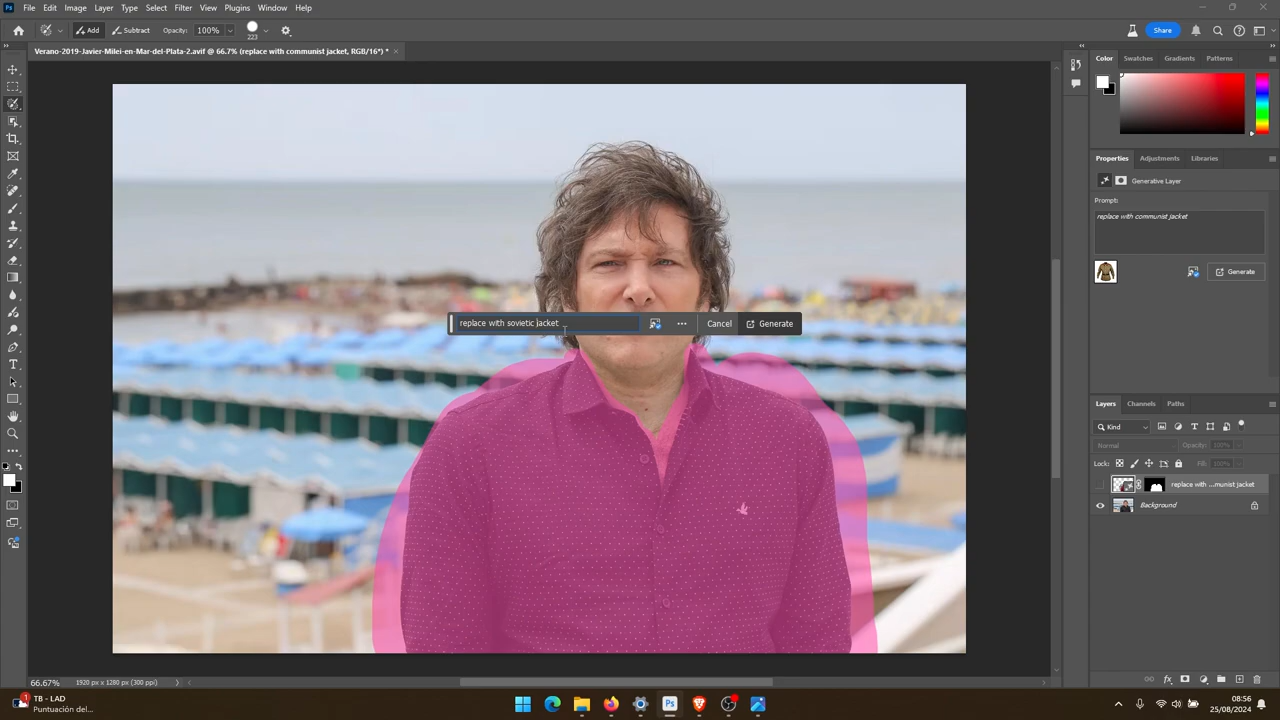 File Edit Image Layer Type Select Filter View Plugins Window Help
Add Subtract Opacity: 100% 223 Share
Verano-2019-Javier-Milei-en-Mar-del-Plata-2.avif @ 66.7% (replace with communist jacket, RGB/16*) *
Color Swatches Gradients Patterns
Properties Adjustments Libraries
Generative Layer
Prompt:
replace with communist jacket
Generate
replace with sovietic jacket
Cancel Generate
Layers Channels Paths
Kind
Normal Opacity: 100%
Lock: Fill: 100%
replace with ...munist jacket
Background
66.67% 1920 px x 1280 px (300 ppi)
1 TB - LAD
Puntuación del...
Ps
08:56
25/08/2024